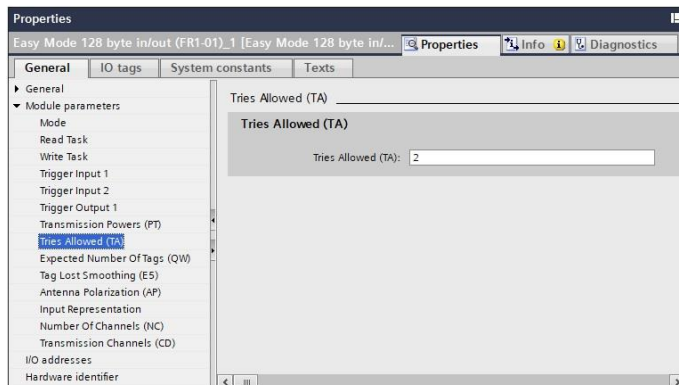 Properties
Easy Mode 128 byte in/out (FR1-01)_1 [Easy Mode 128 byte in/...
Properties
Info
Diagnostics
General
IO tags
System constants
Texts
General
Module parameters
Mode
Read Task
Write Task
Trigger Input 1
Trigger Input 2
Trigger Output 1
Transmission Powers (PT)
Tries Allowed (TA)
Expected Number Of Tags (QW)
Tag Lost Smoothing (E5)
Antenna Polarization (AP)
Input Representation
Number Of Channels (NC)
Transmission Channels (CD)
I/O addresses
Hardware identifier
Tries Allowed (TA)
Tries Allowed (TA)
Tries Allowed (TA): 2